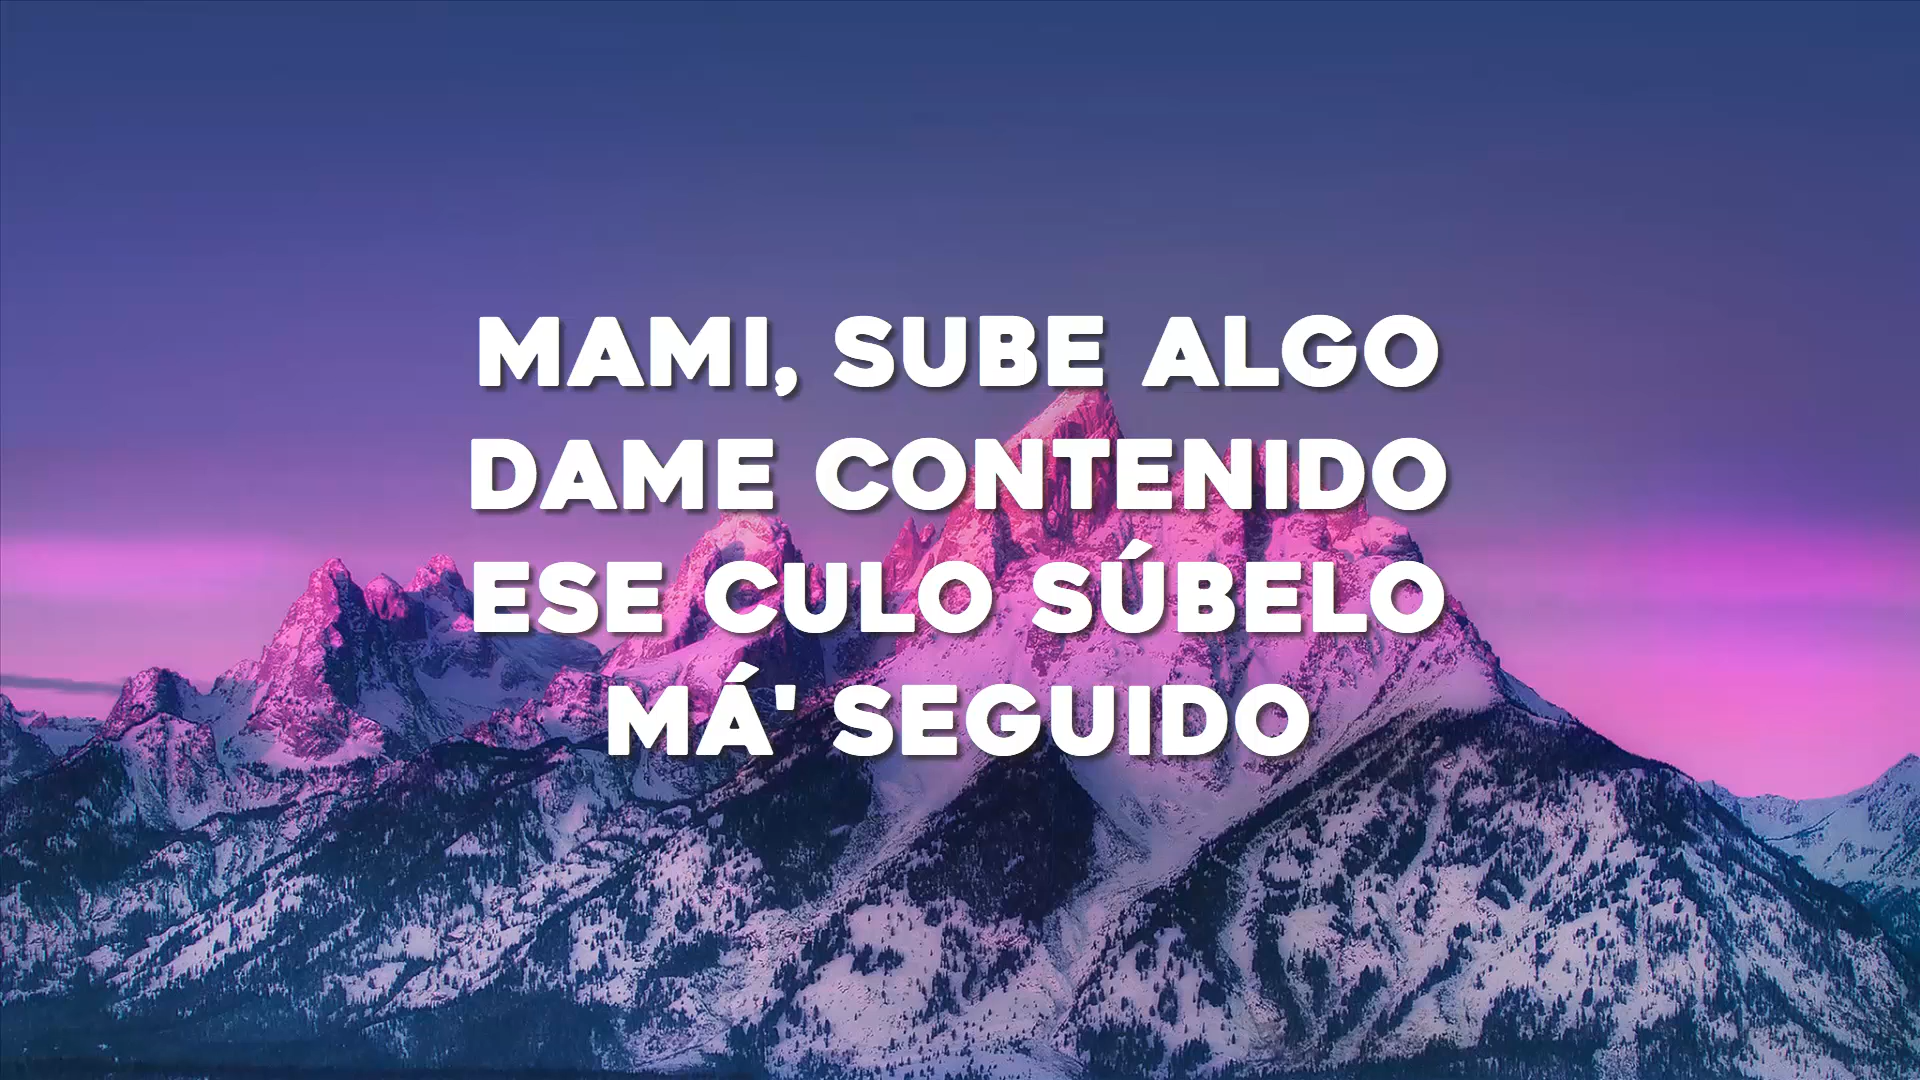 MAMI, SUBE ALGO
DAME CONTENIDO
ESE CULO SÚBELO
MÁ' SEGUIDO